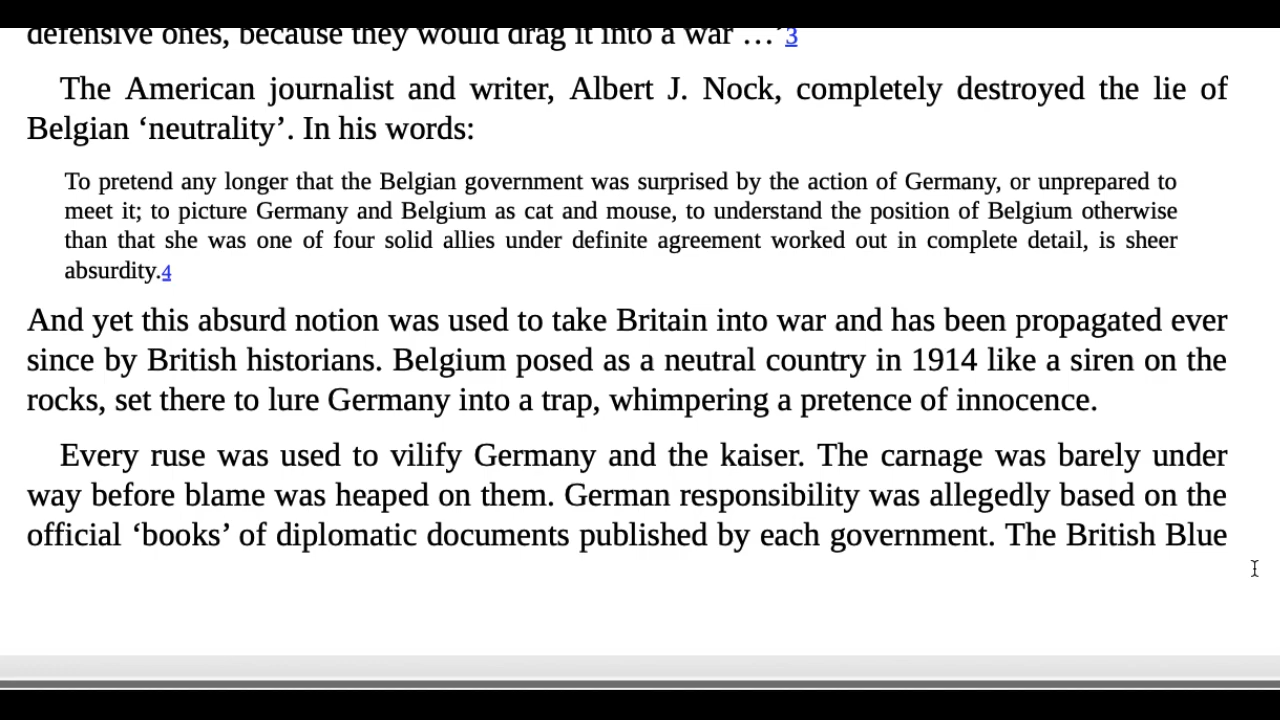 defensive ones, because they would drag it into a war …’3
The American journalist and writer, Albert J. Nock, completely destroyed the lie of
Belgian ‘neutrality’. In his words:
To pretend any longer that the Belgian government was surprised by the action of Germany, or unprepared to
meet it; to picture Germany and Belgium as cat and mouse, to understand the position of Belgium otherwise
than that she was one of four solid allies under definite agreement worked out in complete detail, is sheer
absurdity.4
And yet this absurd notion was used to take Britain into war and has been propagated ever
since by British historians. Belgium posed as a neutral country in 1914 like a siren on the
rocks, set there to lure Germany into a trap, whimpering a pretence of innocence.
Every ruse was used to vilify Germany and the kaiser. The carnage was barely under
way before blame was heaped on them. German responsibility was allegedly based on the
official ‘books’ of diplomatic documents published by each government. The British Blue